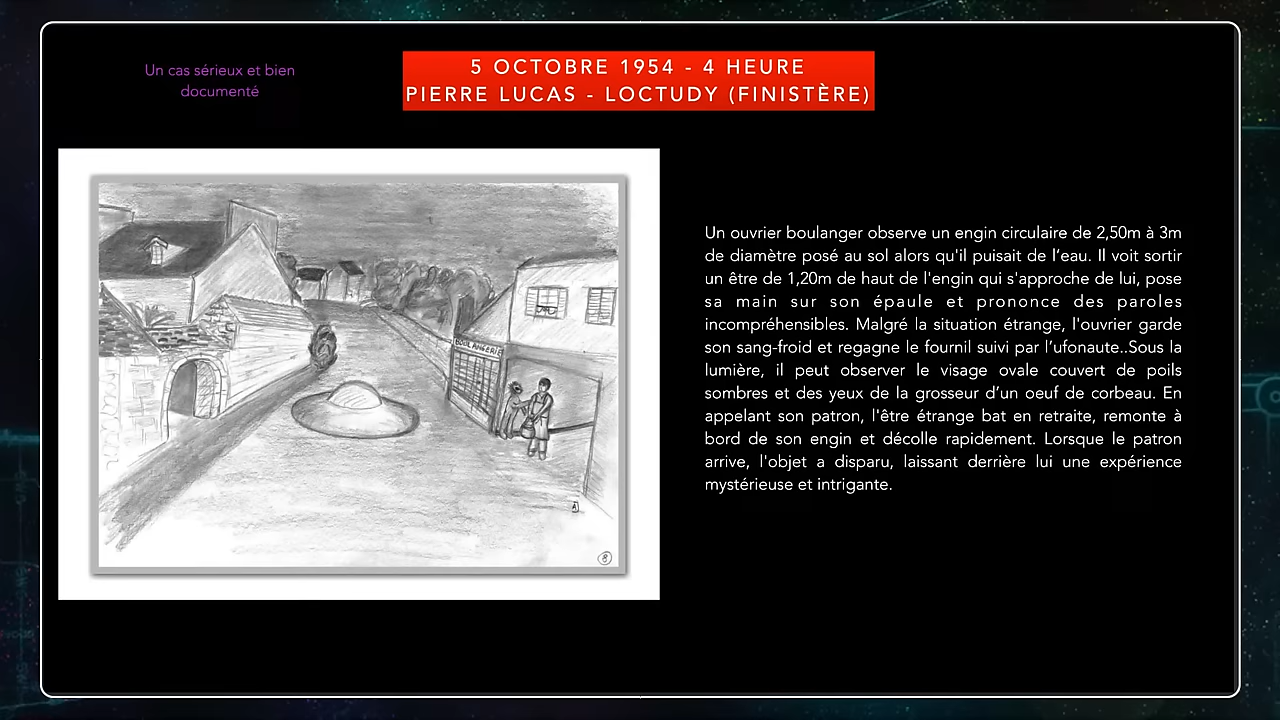 Un cas sérieux et bien
documenté
5 OCTOBRE 1954 - 4 HEURE
PIERRE LUCAS - LOCTUDY (FINISTÈRE)
BOULANGERIE
8
Un ouvrier boulanger observe un engin circulaire de 2,50m à 3m
de diamètre posé au sol alors qu'il puisait de l’eau. Il voit sortir
un être de 1,20m de haut de l'engin qui s'approche de lui, pose
sa main sur son épaule et prononce des paroles
incompréhensibles. Malgré la situation étrange, l'ouvrier garde
son sang-froid et regagne le fournil suivi par l’ufonaute..Sous la
lumière, il peut observer le visage ovale couvert de poils
sombres et des yeux de la grosseur d’un oeuf de corbeau. En
appelant son patron, l'être étrange bat en retraite, remonte à
bord de son engin et décolle rapidement. Lorsque le patron
arrive, l'objet a disparu, laissant derrière lui une expérience
mystérieuse et intrigante.